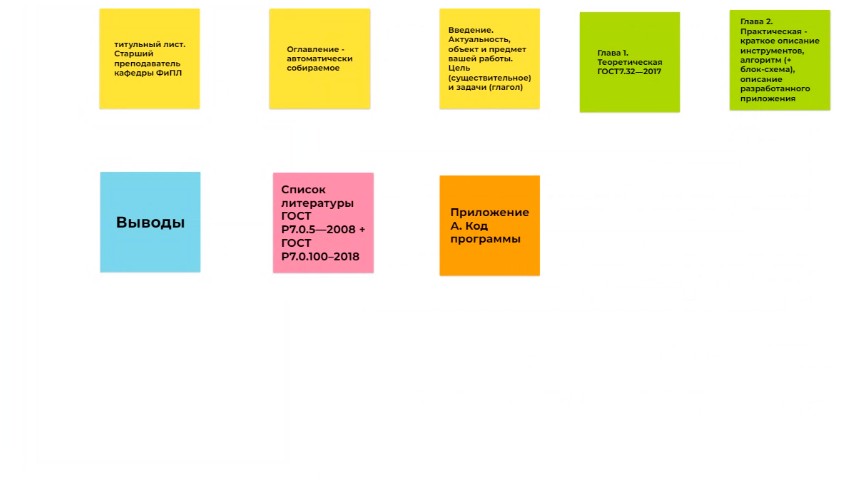 титульный лист.
Старший
преподаватель
кафедры ФиПЛ
Оглавление -
автоматически
собираемое
Введение.
Актуальность,
объект и предмет
вашей работы.
Цель
(существительное)
и задачи (глагол)
Глава 1.
Теоретическая
ГОСТ7.32—2017
Глава 2.
Практическая -
краткое описание
инструментов,
алгоритм (+
блок-схема),
описание
разработанного
приложения
Выводы
Список
литературы
ГОСТ
Р7.0.5—2008 +
ГОСТ
Р7.0.100–2018
Приложение
А. Код
программы